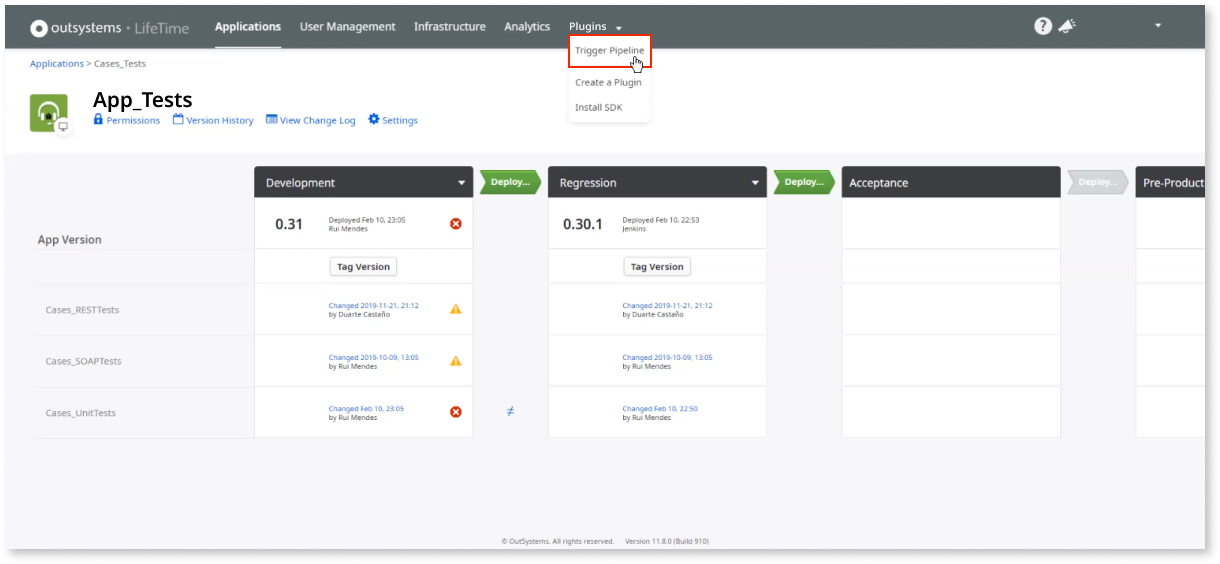 outsystems · LifeTime Applications User Management Infrastructure Analytics Plugins ?
Trigger Pipeline
Create a Plugin
Install SDK
Applications > Cases_Tests
App_Tests
Permissions Version History View Change Log Settings
Development Deploy... Regression Deploy... Acceptance Deploy... Pre-Product
App Version
0.31 Deployed Feb 10, 23:05 0.30.1 Deployed Feb 10, 22:53
Rui Mendes Jenkins
Tag Version Tag Version
Cases_RESTTests Changed 2019-11-21, 21:12 Changed 2019-11-21, 21:12
by Duarte Castaño by Duarte Castaño
Cases_SOAPTests Changed 2019-10-09, 13:05 Changed 2019-10-09, 13:05
by Rui Mendes by Rui Mendes
Cases_UnitTests Changed Feb 10, 23:05 ≠ Changed Feb 10, 22:50
by Rui Mendes by Rui Mendes
© OutSystems. All rights reserved. Version 11.8.0 (Build 910)